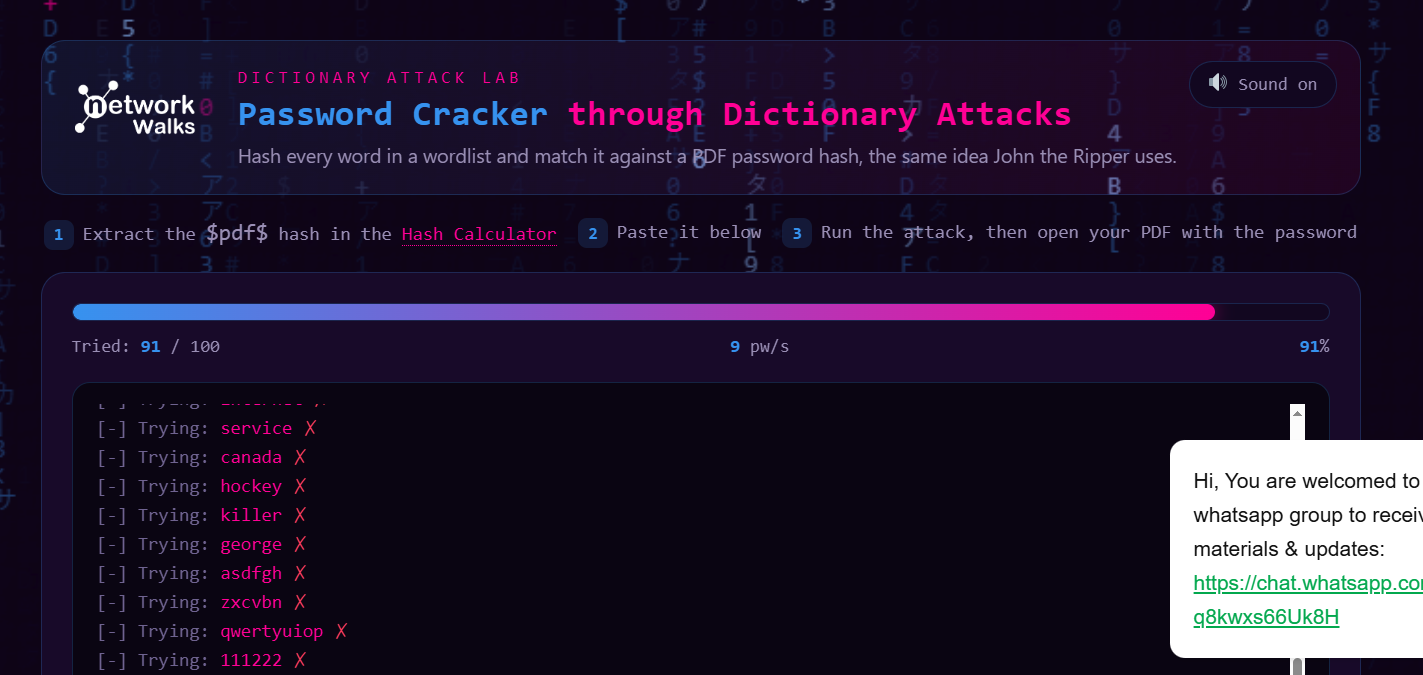 DICTIONARY ATTACK LAB
network
Walks
Password Cracker through Dictionary Attacks
Sound on
Hash every word in a wordlist and match it against a PDF password hash, the same idea John the Ripper uses.
1 Extract the $pdf$ hash in the Hash Calculator 2 Paste it below 3 Run the attack, then open your PDF with the password
Tried: 91 / 100 9 pw/s 91%
[-] Trying: internet ✗
[-] Trying: service ✗
[-] Trying: canada ✗
[-] Trying: hockey ✗
[-] Trying: killer ✗
[-] Trying: george ✗
[-] Trying: asdfgh ✗
[-] Trying: zxcvbn ✗
[-] Trying: qwertyuiop ✗
[-] Trying: 111222 ✗
Hi, You are welcomed to
whatsapp group to receiv
materials & updates:
https://chat.whatsapp.co
q8kwxs66Uk8H